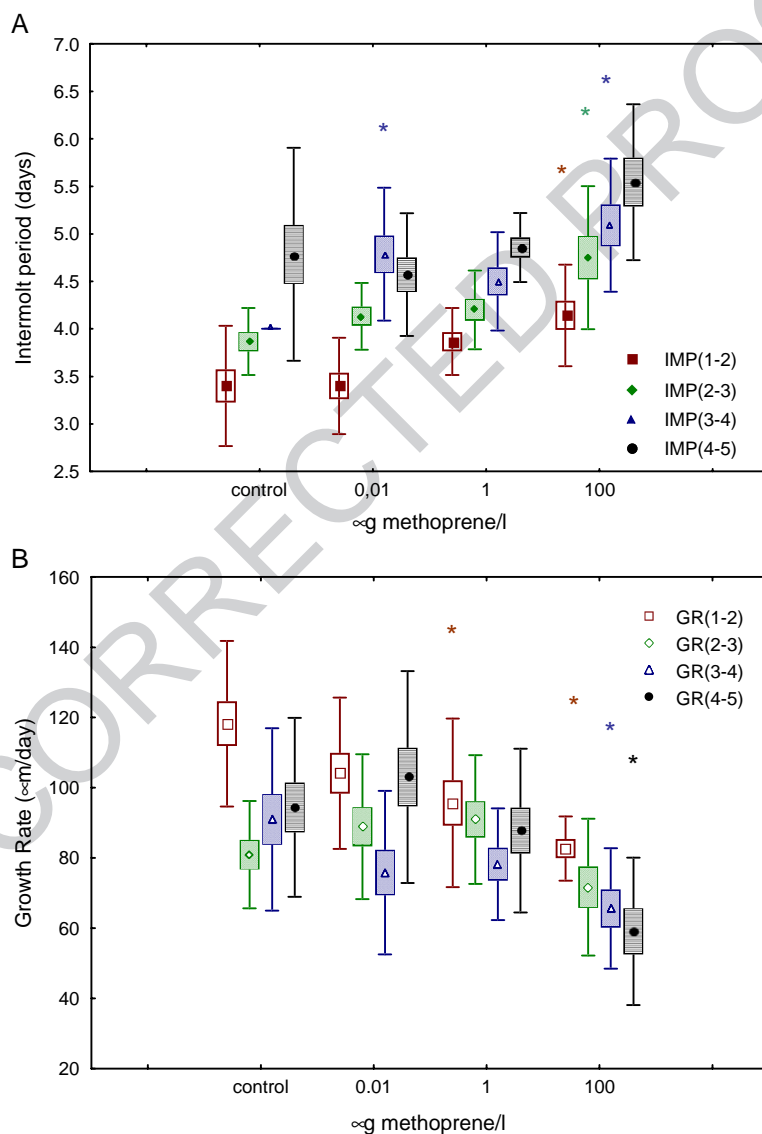 A
7.0
6.5
6.0
5.5
5.0
4.5
4.0
3.5
3.0
2.5
Intermolt period (days)
* * * *
IMP(1-2)
IMP(2-3)
IMP(3-4)
IMP(4-5)
control 0,01 1 100
∝g methoprene/l
B
160
140
120
100
80
60
40
20
Growth Rate (∝m/day)
* * * *
GR(1-2)
GR(2-3)
GR(3-4)
GR(4-5)
control 0.01 1 100
∝g methoprene/l
CORRECTED PROO